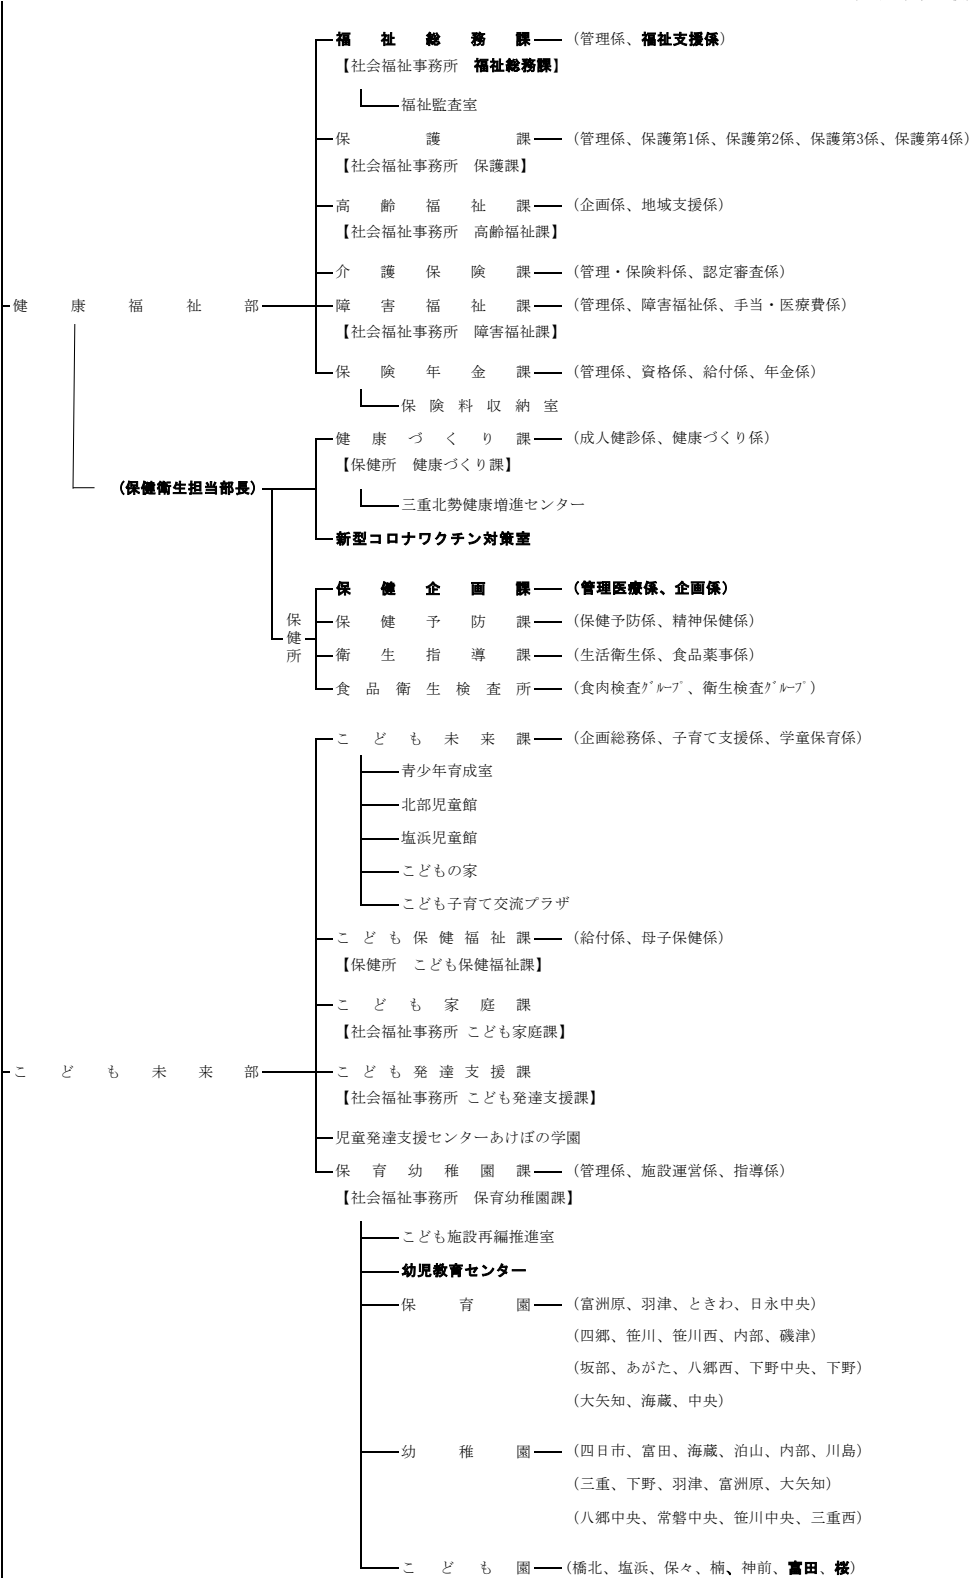 福祉総務課 (管理係、福祉支援係)
【社会福祉事務所　福祉総務課】
福祉監査室
保護課 (管理係、保護第1係、保護第2係、保護第3係、保護第4係)
【社会福祉事務所　保護課】
高齢福祉課 (企画係、地域支援係)
【社会福祉事務所　高齢福祉課】
介護保険課 (管理・保険料係、認定審査係)
健康福祉部 障害福祉課 (管理係、障害福祉係、手当・医療費係)
【社会福祉事務所　障害福祉課】
保険年金課 (管理係、資格係、給付係、年金係)
保険料収納室
健康づくり課 (成人健診係、健康づくり係)
【保健所　健康づくり課】
(保健衛生担当部長)
三重北勢健康増進センター
新型コロナワクチン対策室
保健企画課 (管理医療係、企画係)
保健所
保健予防課 (保健予防係、精神保健係)
衛生指導課 (生活衛生係、食品薬事係)
食品衛生検査所 (食肉検査ｸﾞﾙｰﾌﾟ、衛生検査ｸﾞﾙｰﾌﾟ)
こども未来課 (企画総務係、子育て支援係、学童保育係)
青少年育成室
北部児童館
塩浜児童館
こどもの家
こども子育て交流プラザ
こども保健福祉課 (給付係、母子保健係)
【保健所　こども保健福祉課】
こども家庭課
【社会福祉事務所 こども家庭課】
こども未来部 こども発達支援課
【社会福祉事務所 こども発達支援課】
児童発達支援センターあけぼの学園
保育幼稚園課 (管理係、施設運営係、指導係)
【社会福祉事務所　保育幼稚園課】
こども施設再編推進室
幼児教育センター
保育園 (富洲原、羽津、ときわ、日永中央)
(四郷、笹川、笹川西、内部、磯津)
(坂部、あがた、八郷西、下野中央、下野)
(大矢知、海蔵、中央)
幼稚園 (四日市、富田、海蔵、泊山、内部、川島)
(三重、下野、羽津、富洲原、大矢知)
(八郷中央、常磐中央、笹川中央、三重西)
こども園 (橋北、塩浜、保々、楠、神前、富田、桜)